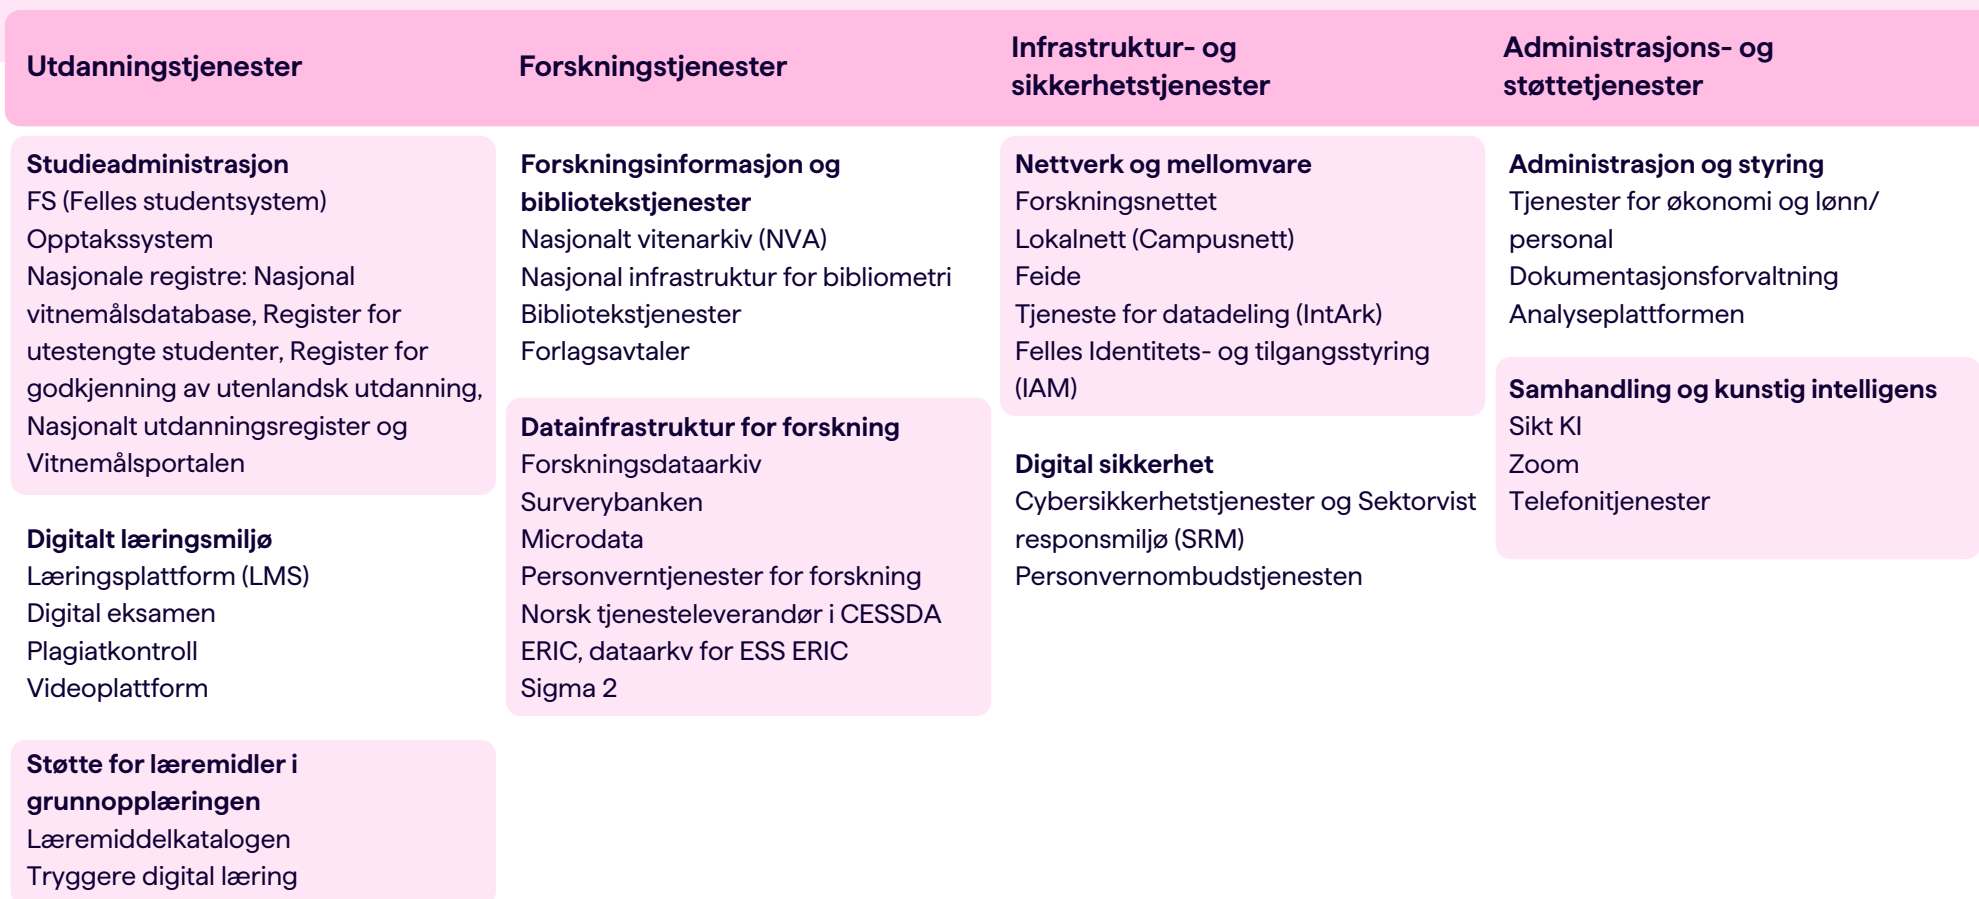 Utdanningstjenester
Forskningstjenester
Infrastruktur- og
sikkerhetstjenester
Administrasjons- og
støttetjenester
Studieadministrasjon
FS (Felles studentsystem)
Opptakssystem
Nasjonale registre: Nasjonal
vitnemålsdatabase, Register for
utestengte studenter, Register for
godkjenning av utenlandsk utdanning,
Nasjonalt utdanningsregister og
Vitnemålsportalen
Digitalt læringsmiljø
Læringsplattform (LMS)
Digital eksamen
Plagiatkontroll
Videoplattform
Støtte for læremidler i
grunnopplæringen
Læremiddelkatalogen
Tryggere digital læring
Forskningsinformasjon og
bibliotekstjenester
Nasjonalt vitenarkiv (NVA)
Nasjonal infrastruktur for bibliometri
Bibliotekstjenester
Forlagsavtaler
Datainfrastruktur for forskning
Forskningsdataarkiv
Surverybanken
Microdata
Personverntjenester for forskning
Norsk tjenesteleverandør i CESSDA
ERIC, dataarkv for ESS ERIC
Sigma 2
Nettverk og mellomvare
Forskningsnettet
Lokalnett (Campusnett)
Feide
Tjeneste for datadeling (IntArk)
Felles Identitets- og tilgangsstyring
(IAM)
Digital sikkerhet
Cybersikkerhetstjenester og Sektorvist
responsmiljø (SRM)
Personvernombudstjenesten
Administrasjon og styring
Tjenester for økonomi og lønn/
personal
Dokumentasjonsforvaltning
Analyseplattformen
Samhandling og kunstig intelligens
Sikt KI
Zoom
Telefonitjenester